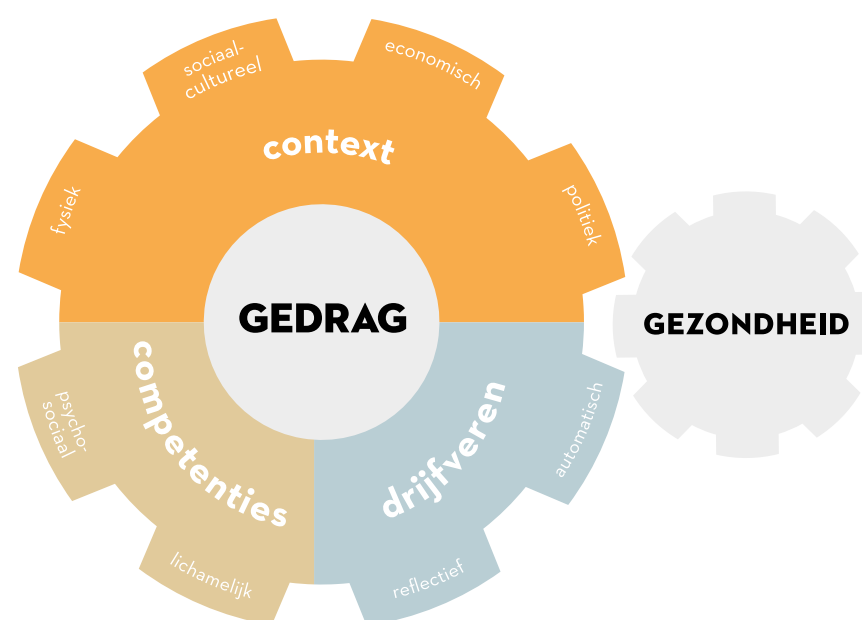 sociaal-
cultureel
economisch
fysiek
politiek
context
GEDRAG
GEZONDHEID
competenties
drijfveren
psycho-
sociaal
lichamelijk
reflectief
automatisch